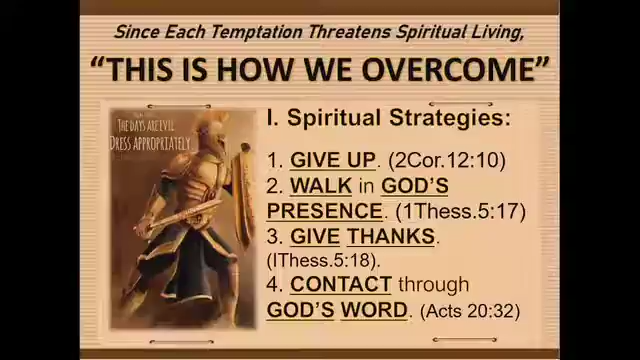 Since Each Temptation Threatens Spiritual Living,
“THIS IS HOW WE OVERCOME”
THE DAYS ARE EVIL
DRESS APPROPRIATELY
I. Spiritual Strategies:
1. GIVE UP. (2Cor.12:10)
2. WALK in GOD’S
PRESENCE. (1Thess.5:17)
3. GIVE THANKS.
(IThess.5:18).
4. CONTACT through
GOD’S WORD. (Acts 20:32)